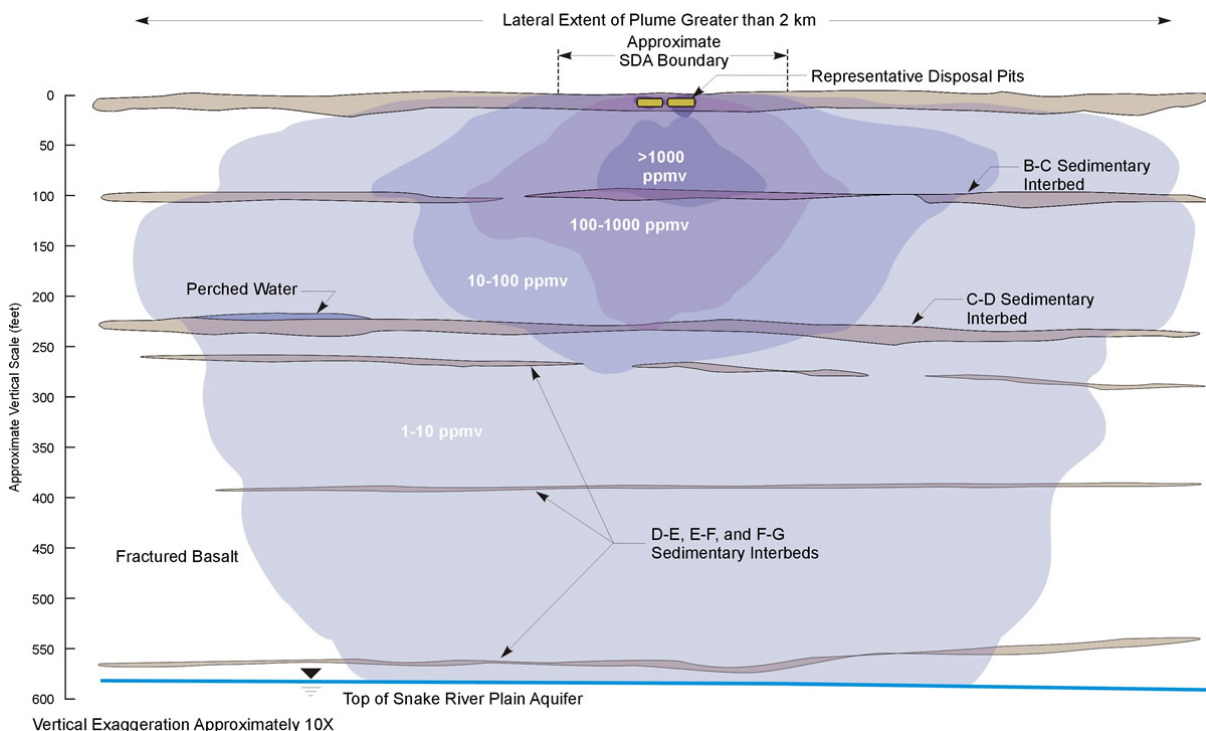 Lateral Extent of Plume Greater than 2 km
Approximate
SDA Boundary
Representative Disposal Pits
Approximate Vertical Scale (feet)
0
50
100
150
200
250
300
350
400
450
500
550
600
>1000
ppmv
B-C Sedimentary
Interbed
100-1000 ppmv
10-100 ppmv
Perched Water
C-D Sedimentary
Interbed
1-10 ppmv
D-E, E-F, and F-G
Sedimentary Interbeds
Fractured Basalt
Top of Snake River Plain Aquifer
Vertical Exaggeration Approximately 10X